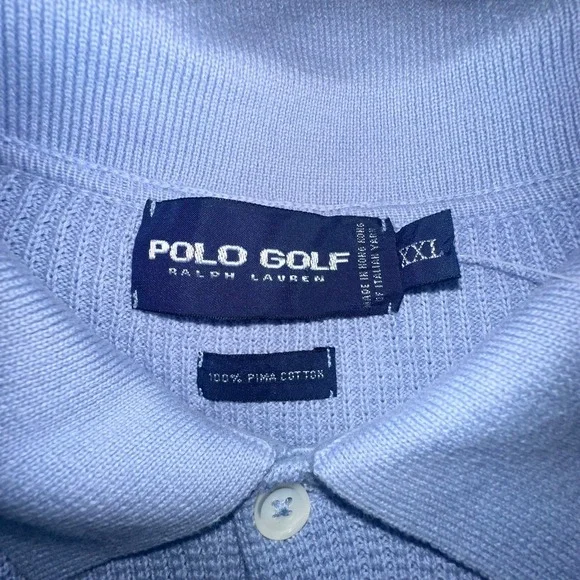 POLO GOLF
RALPH LAUREN
MADE IN HONG KONG
OF ITALIAN YARN
XXL
100% PIMA COTTON